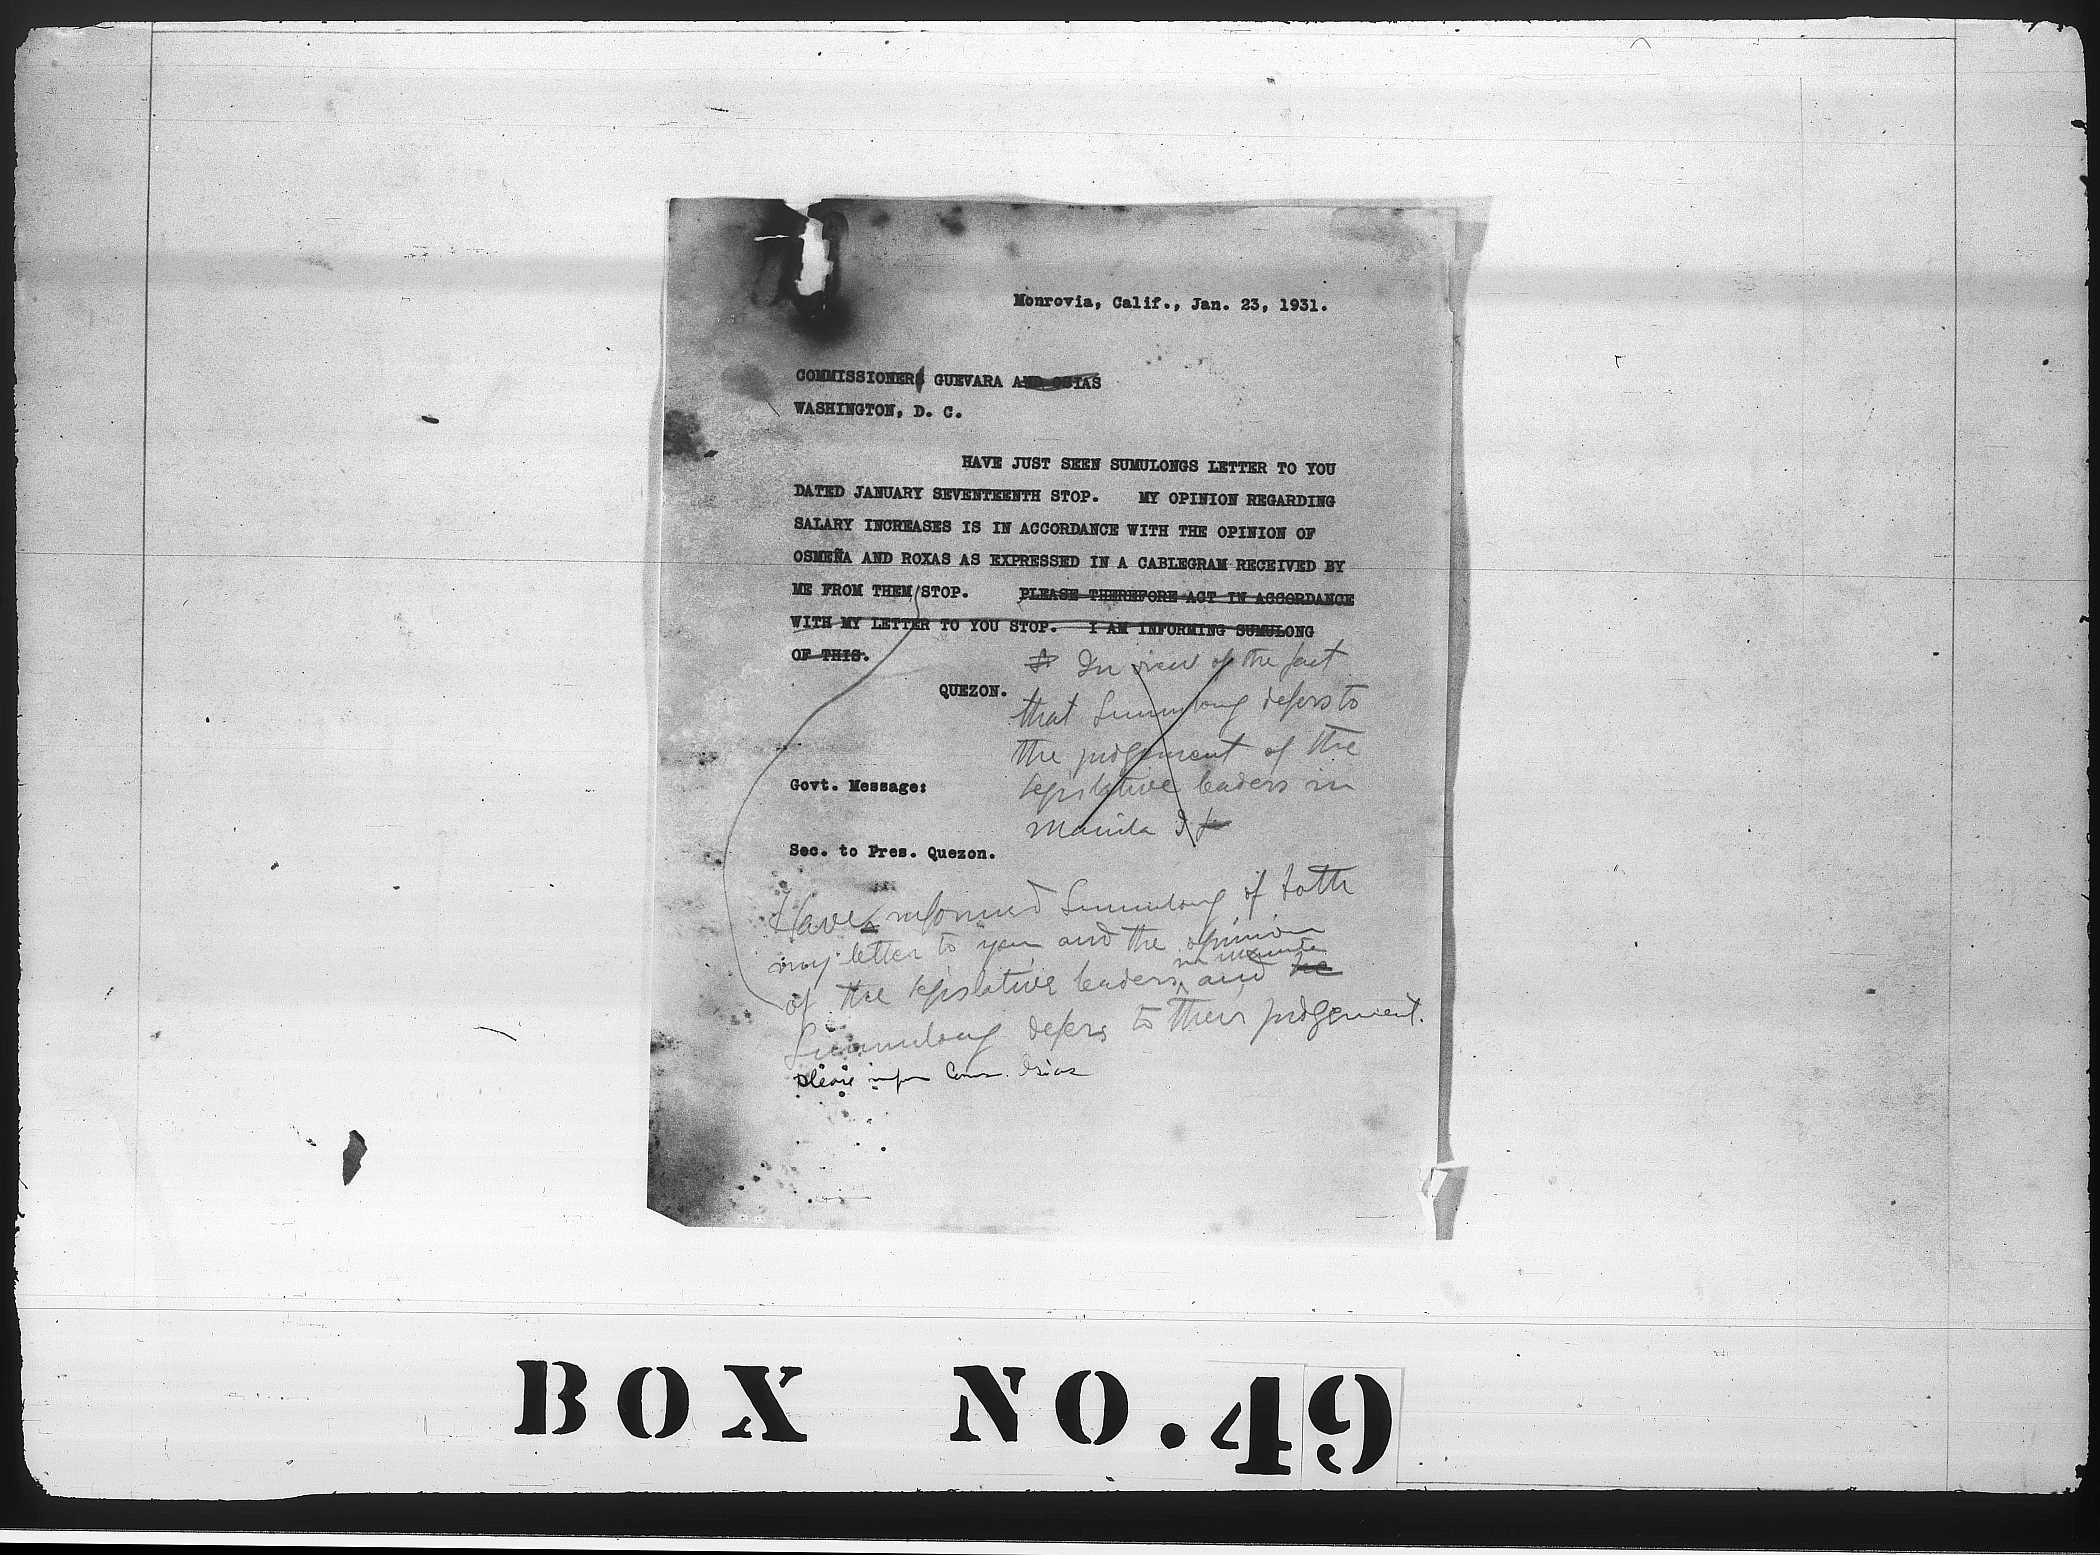 Monrovia, Calif., Jan. 23, 1931.
COMMISSIONERS GUEVARA AND OSIAS
WASHINGTON, D. C.
HAVE JUST SEEN SUMULONGS LETTER TO YOU
DATED JANUARY SEVENTEENTH STOP. MY OPINION REGARDING
SALARY INCREASES IS IN ACCORDANCE WITH THE OPINION OF
OSMEÑA AND ROXAS AS EXPRESSED IN A CABLEGRAM RECEIVED BY
ME FROM THEM STOP. PLEASE THEREFORE ACT IN ACCORDANCE
WITH MY LETTER TO YOU STOP. I AM INFORMING SUMULONG
OF THIS.
In view of the fact
QUEZON.
that Sumulong defers to
the judgement of the
legislative leaders in
Manila I
Govt. Message:
Sec. to Pres. Quezon.
Have informed Sumulong of both
my letter to you and the opinion
of the legislative leaders in Manila and he
Sumulong defers to their judgement.
please inform Com. Osias
BOX NO. 49